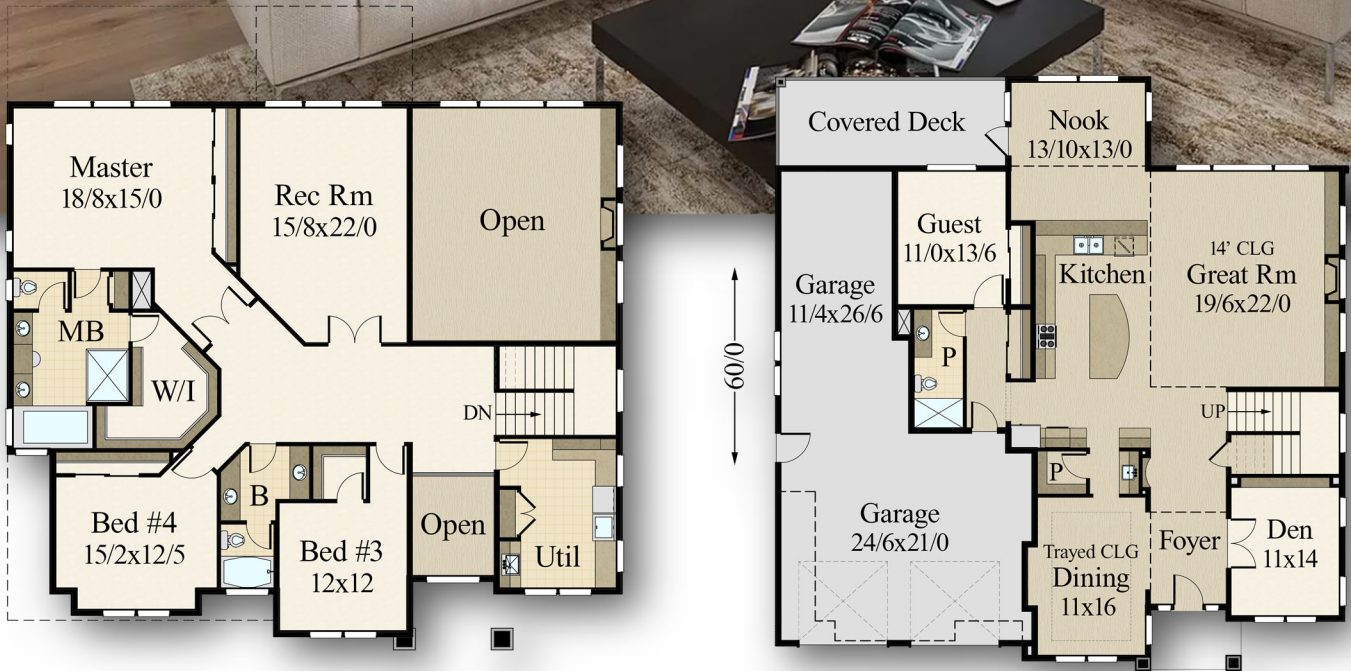 Master
18/8x15/0
Rec Rm
15/8x22/0
Open
MB
W/I
DN
Bed #4
15/2x12/5
B
Bed #3
12x12
Open
Util
60/0
Covered Deck
Nook
13/10x13/0
Garage
11/4x26/6
Guest
11/0x13/6
Kitchen
14' CLG
Great Rm
19/6x22/0
P
UP
P
Garage
24/6x21/0
Trayed CLG
Dining
11x16
Foyer
Den
11x14